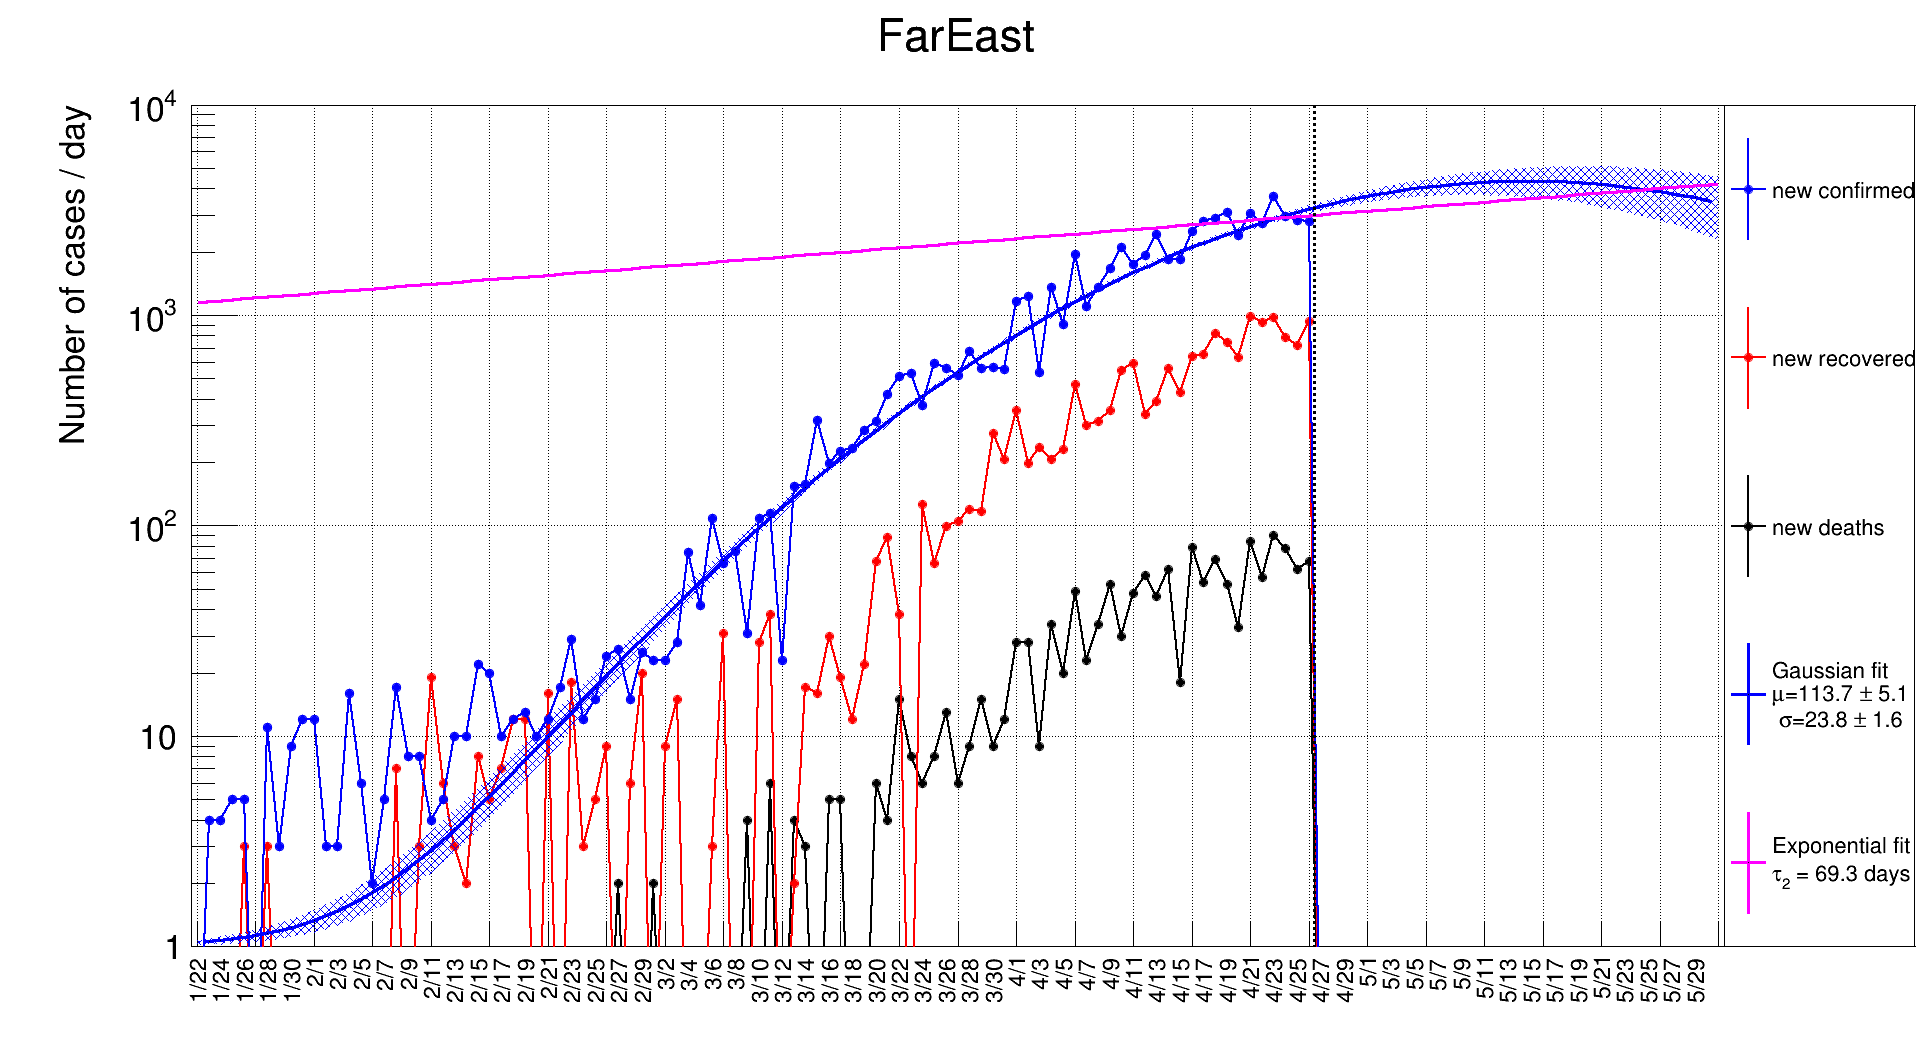 FarEast
Number of cases / day
10⁴
10³
10²
10
1
1/22 1/24 1/26 1/28 1/30 2/1 2/3 2/5 2/7 2/9 2/11 2/13 2/15 2/17 2/19 2/21 2/23 2/25 2/27 2/29 3/2 3/4 3/6 3/8 3/10 3/12 3/14 3/16 3/18 3/20 3/22 3/24 3/26 3/28 3/30 4/1 4/3 4/5 4/7 4/9 4/11 4/13 4/15 4/17 4/19 4/21 4/23 4/25 4/27 4/29 5/1 5/3 5/5 5/7 5/9 5/11 5/13 5/15 5/17 5/19 5/21 5/23 5/25 5/27 5/29
new confirmed
new recovered
new deaths
Gaussian fit
μ=113.7 ± 5.1
σ=23.8 ± 1.6
Exponential fit
τ₂ = 69.3 days